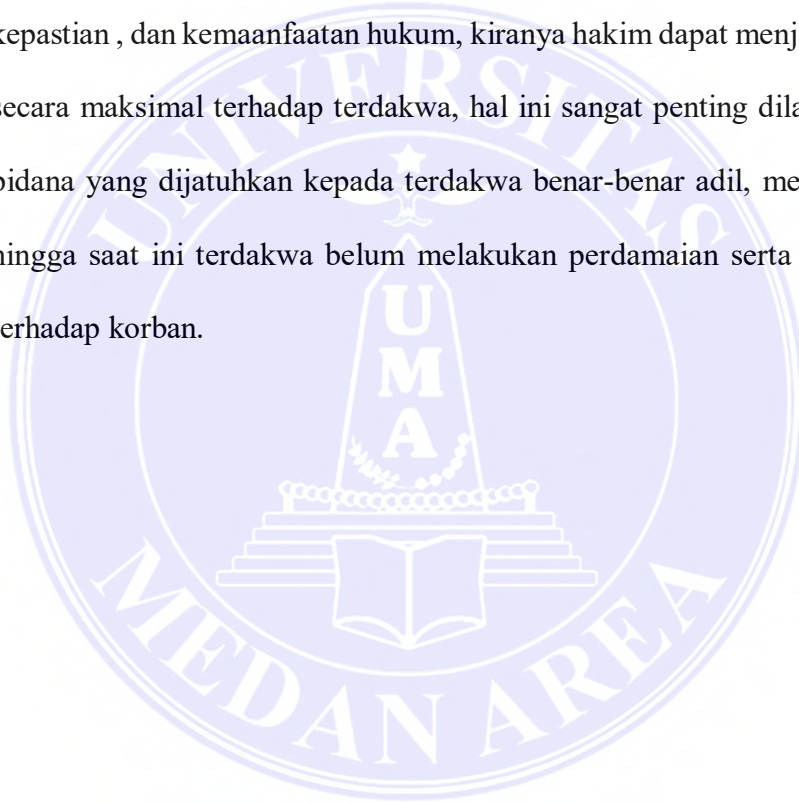 kepastian , dan kemaanfaatan hukum, kiranya hakim dapat menj
secara maksimal terhadap terdakwa, hal ini sangat penting dila
pidana yang dijatuhkan kepada terdakwa benar-benar adil, me
hingga saat ini terdakwa belum melakukan perdamaian serta
terhadap korban.
UNIVERSITAS
UMA
MEDAN AREA